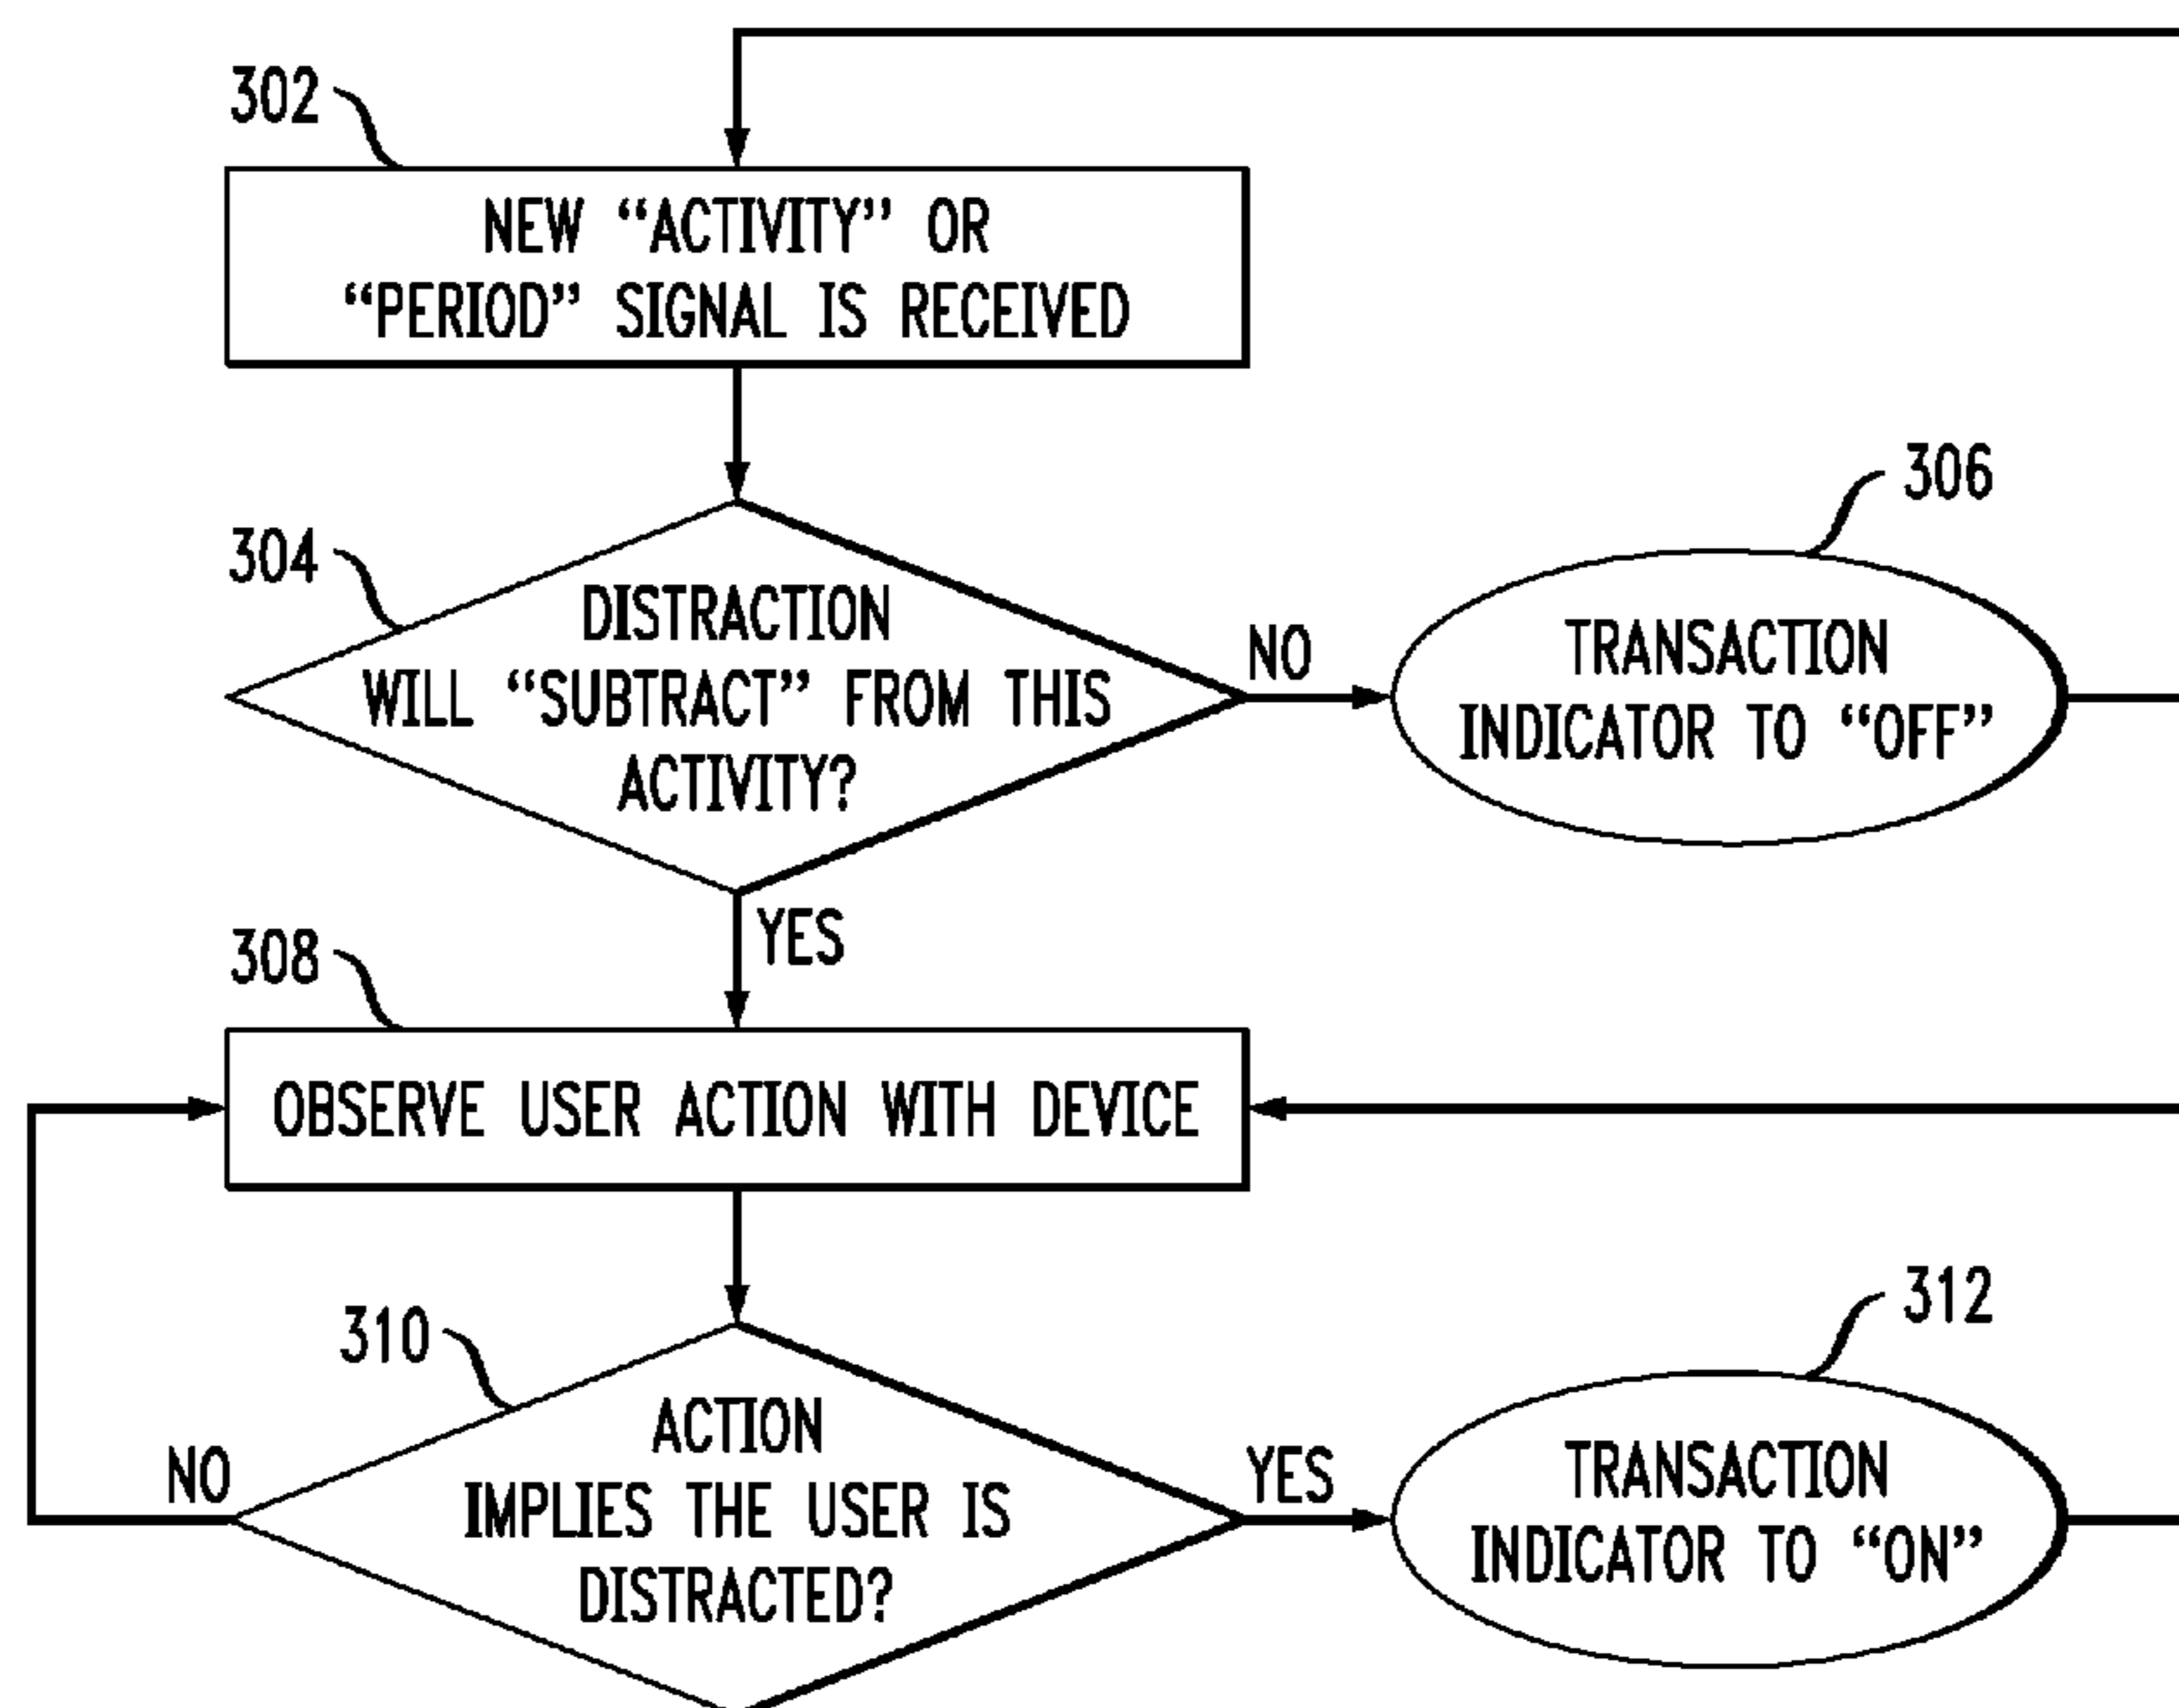 302
NEW “ACTIVITY” OR
“PERIOD” SIGNAL IS RECEIVED
304
DISTRACTION
WILL “SUBTRACT” FROM THIS
ACTIVITY?
NO
306
TRANSACTION
INDICATOR TO “OFF”
YES
308
OBSERVE USER ACTION WITH DEVICE
310
ACTION
IMPLIES THE USER IS
DISTRACTED?
NO
YES
312
TRANSACTION
INDICATOR TO “ON”